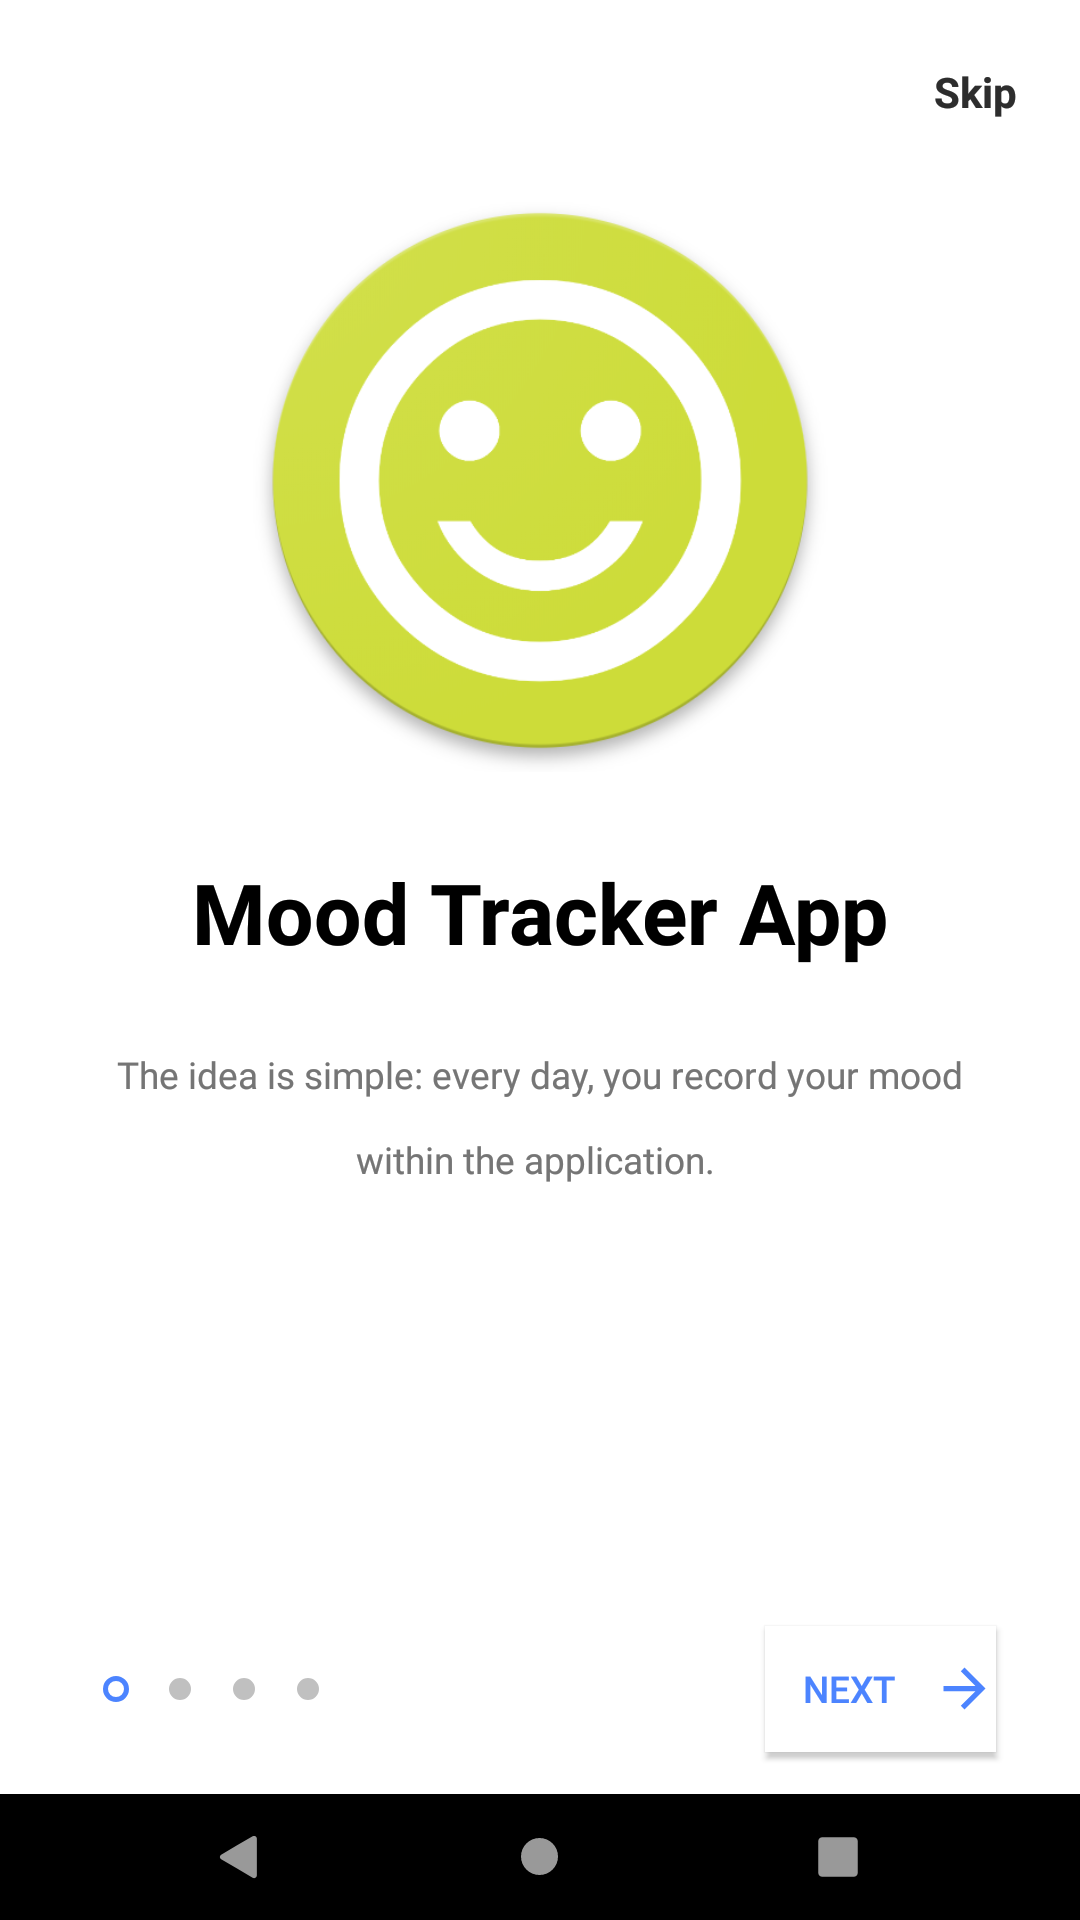 Skip
Mood Tracker App
The idea is simple: every day, you record your mood
within the application.
NEXT